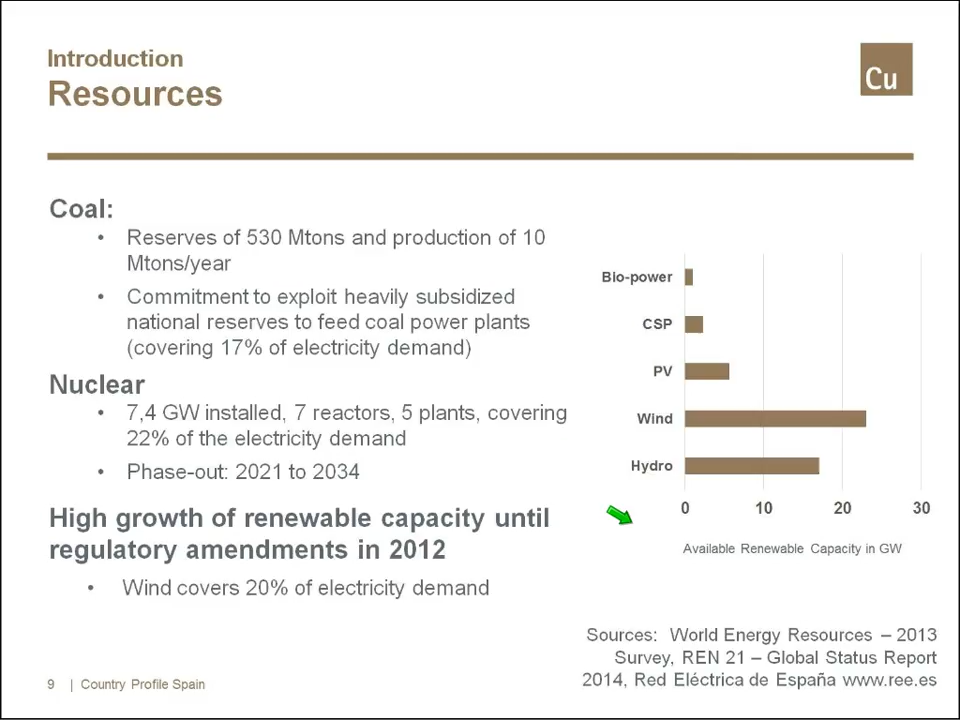 Introduction
Resources
Cu
Coal:
• Reserves of 530 Mtons and production of 10
Mtons/year
• Commitment to exploit heavily subsidized
national reserves to feed coal power plants
(covering 17% of electricity demand)
Nuclear
• 7,4 GW installed, 7 reactors, 5 plants, covering
22% of the electricity demand
• Phase-out: 2021 to 2034
High growth of renewable capacity until
regulatory amendments in 2012
• Wind covers 20% of electricity demand
Bio-power
CSP
PV
Wind
Hydro
0 10 20 30
Available Renewable Capacity in GW
Sources: World Energy Resources – 2013
Survey, REN 21 – Global Status Report
2014, Red Eléctrica de España www.ree.es
9 | Country Profile Spain